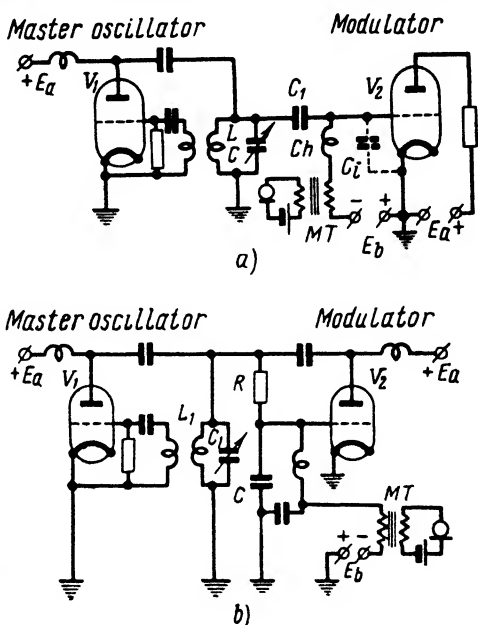 Master oscillator Modulator
+Ea V1 C1 V2
L C Ch Ci
MT - + Eb Ea +
a)
Master oscillator Modulator
+Ea V1 V2 +Ea
R
L1 C1
C MT
+ - Eb
b)